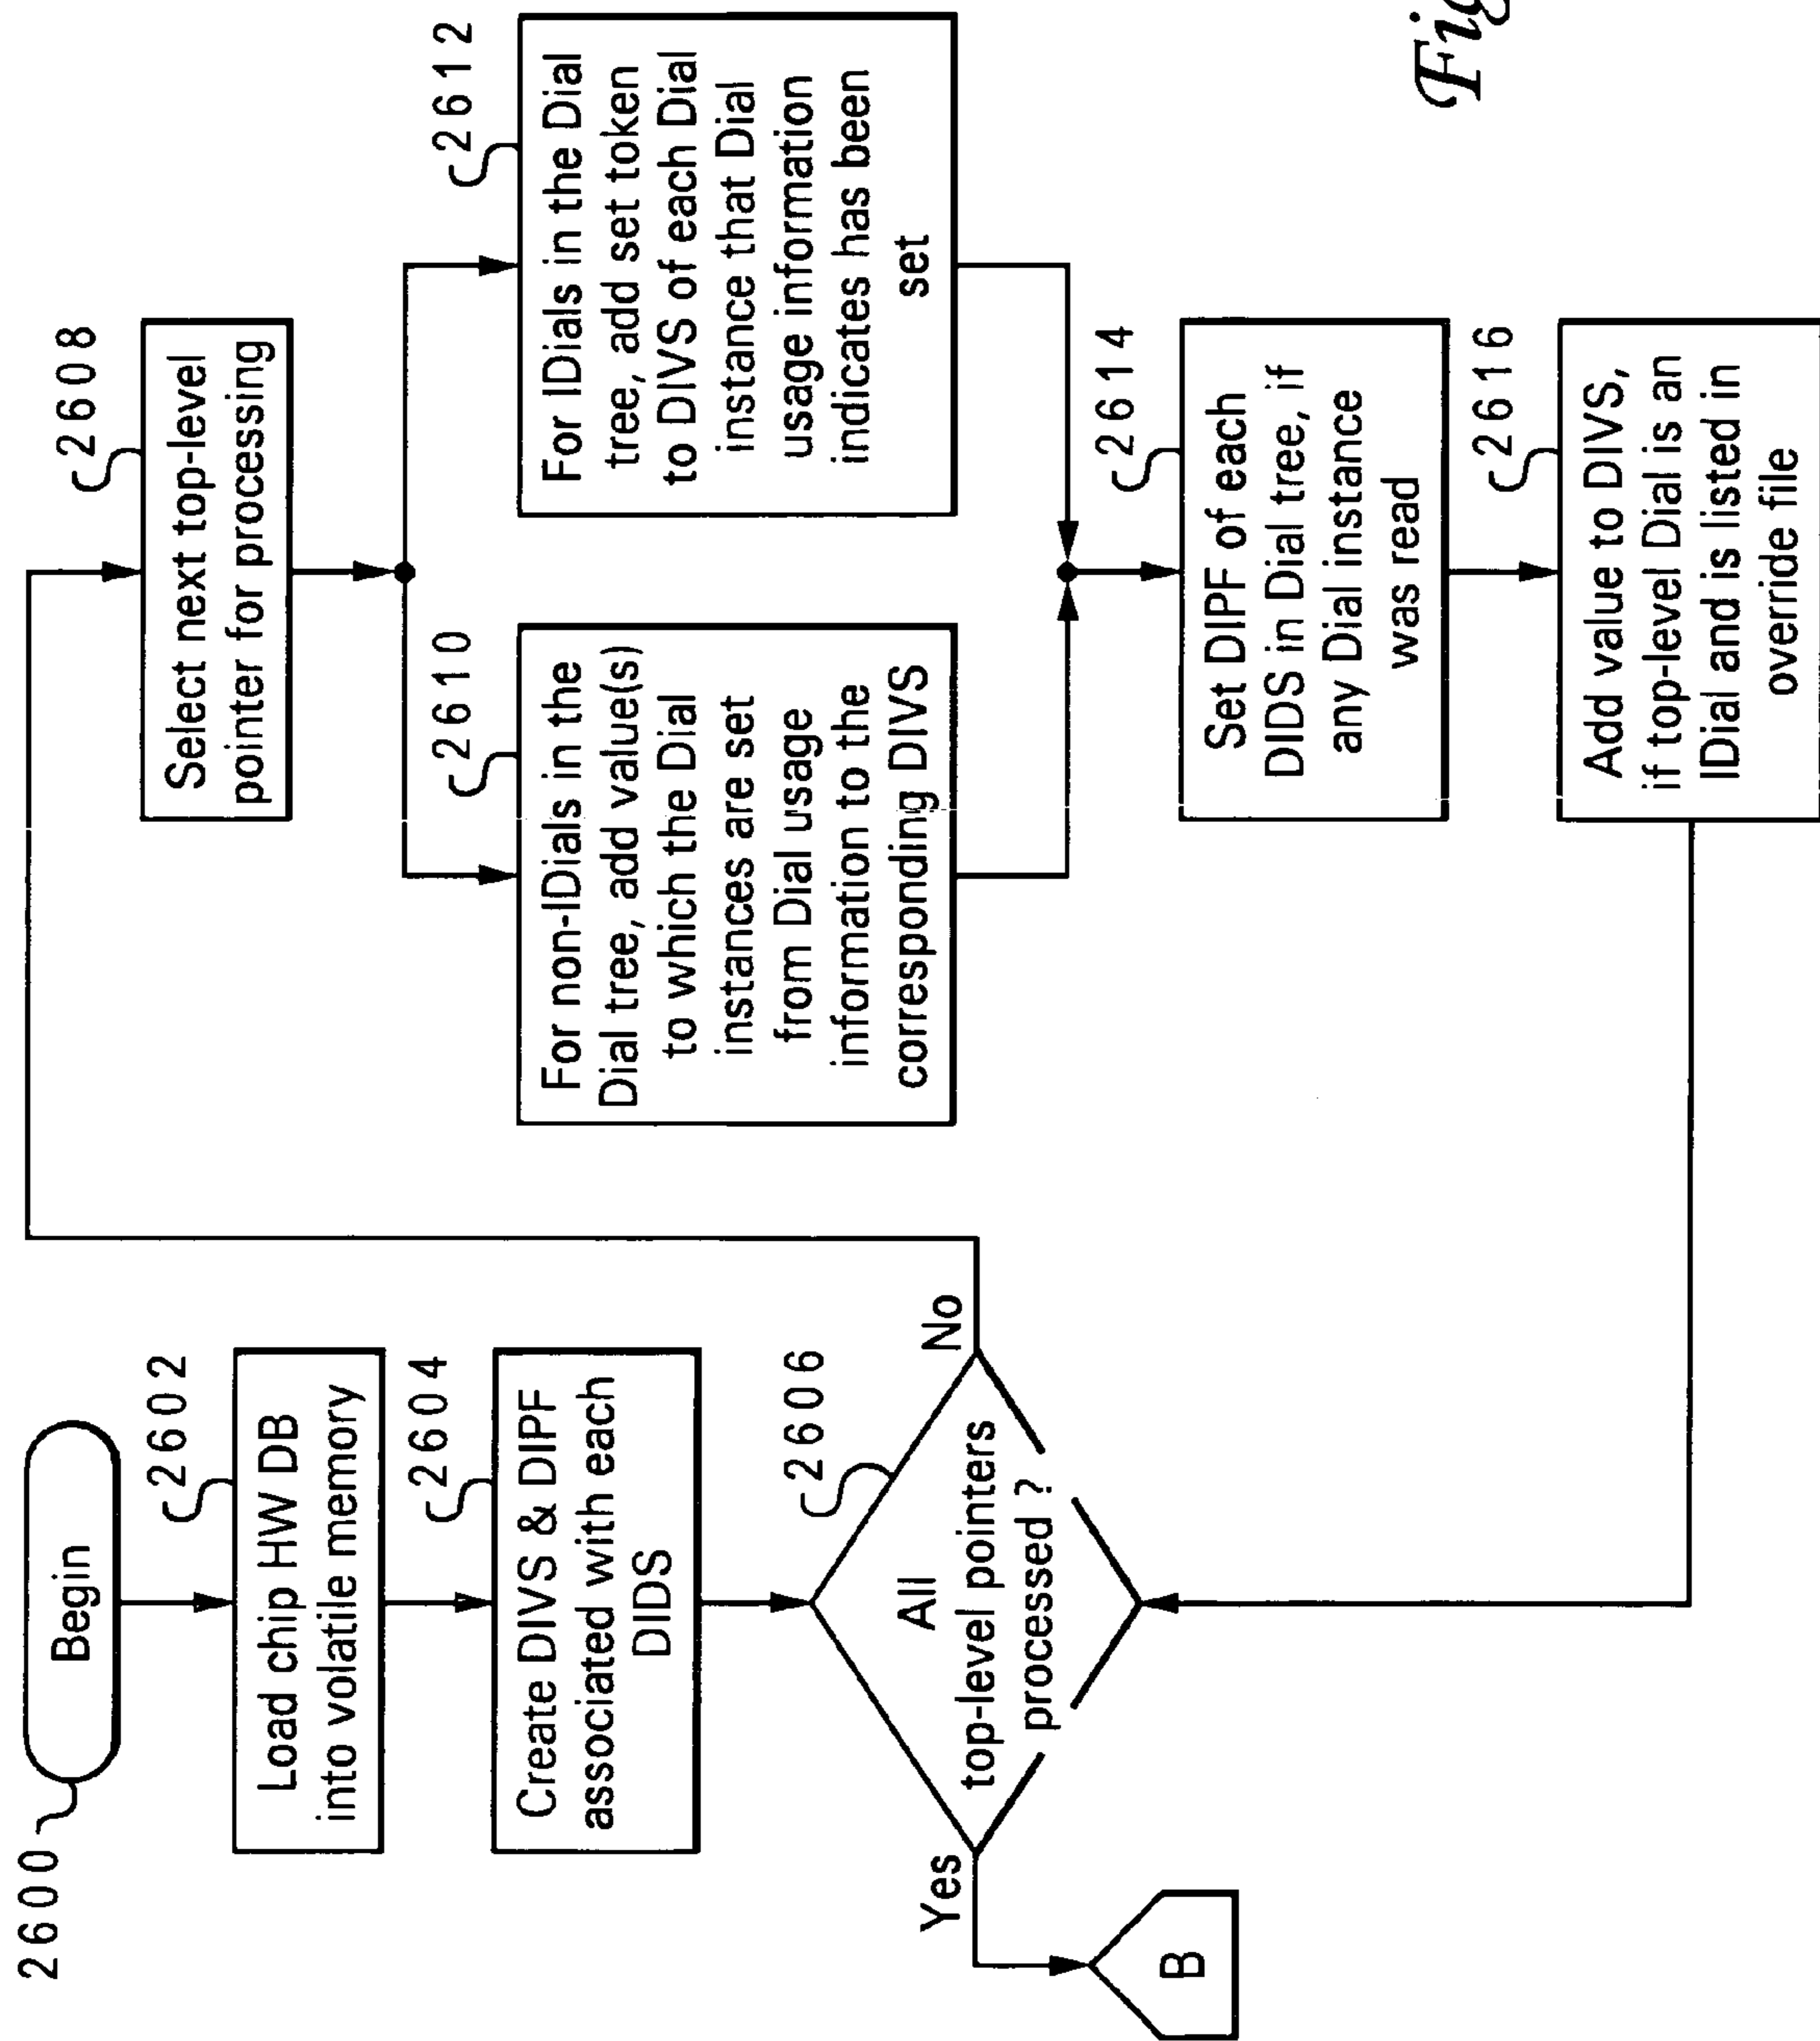 2600
Begin
2602
Load chip HW DB
into volatile memory
2604
Create DIVS & DIPF
associated with each
DIDS
2606
All
top-level pointers
processed ?
Yes
No
B
2608
Select next top-level
pointer for processing
2610
For non-IDials in the
Dial tree, add value(s)
to which the Dial
instances are set
from Dial usage
information to the
corresponding DIVS
2612
For IDials in the Dial
tree, add set token
to DIVS of each Dial
instance that Dial
usage information
indicates has been
set
2614
Set DIPF of each
DIDS in Dial tree, if
any Dial instance
was read
2616
Add value to DIVS,
if top-level Dial is an
IDial and is listed in
override file